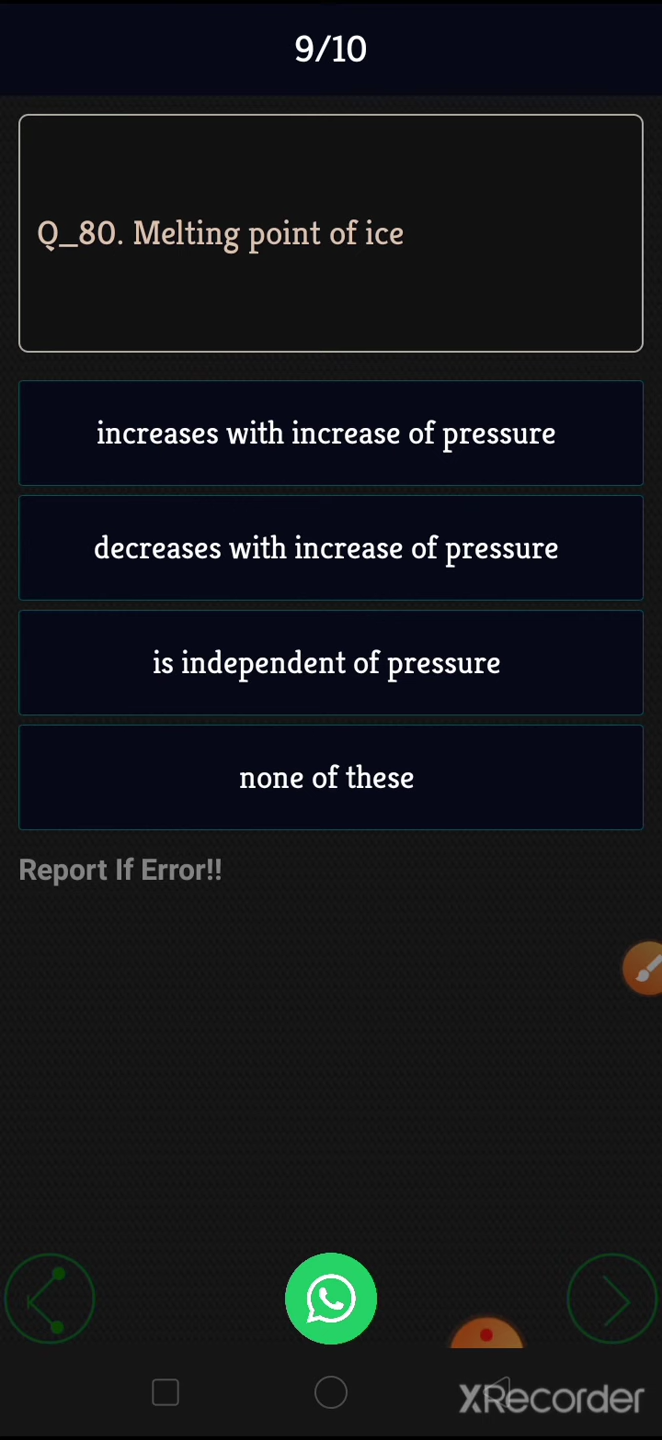 9/10
Q_80. Melting point of ice
increases with increase of pressure
decreases with increase of pressure
is independent of pressure
none of these
Report If Error!!
XRecorder